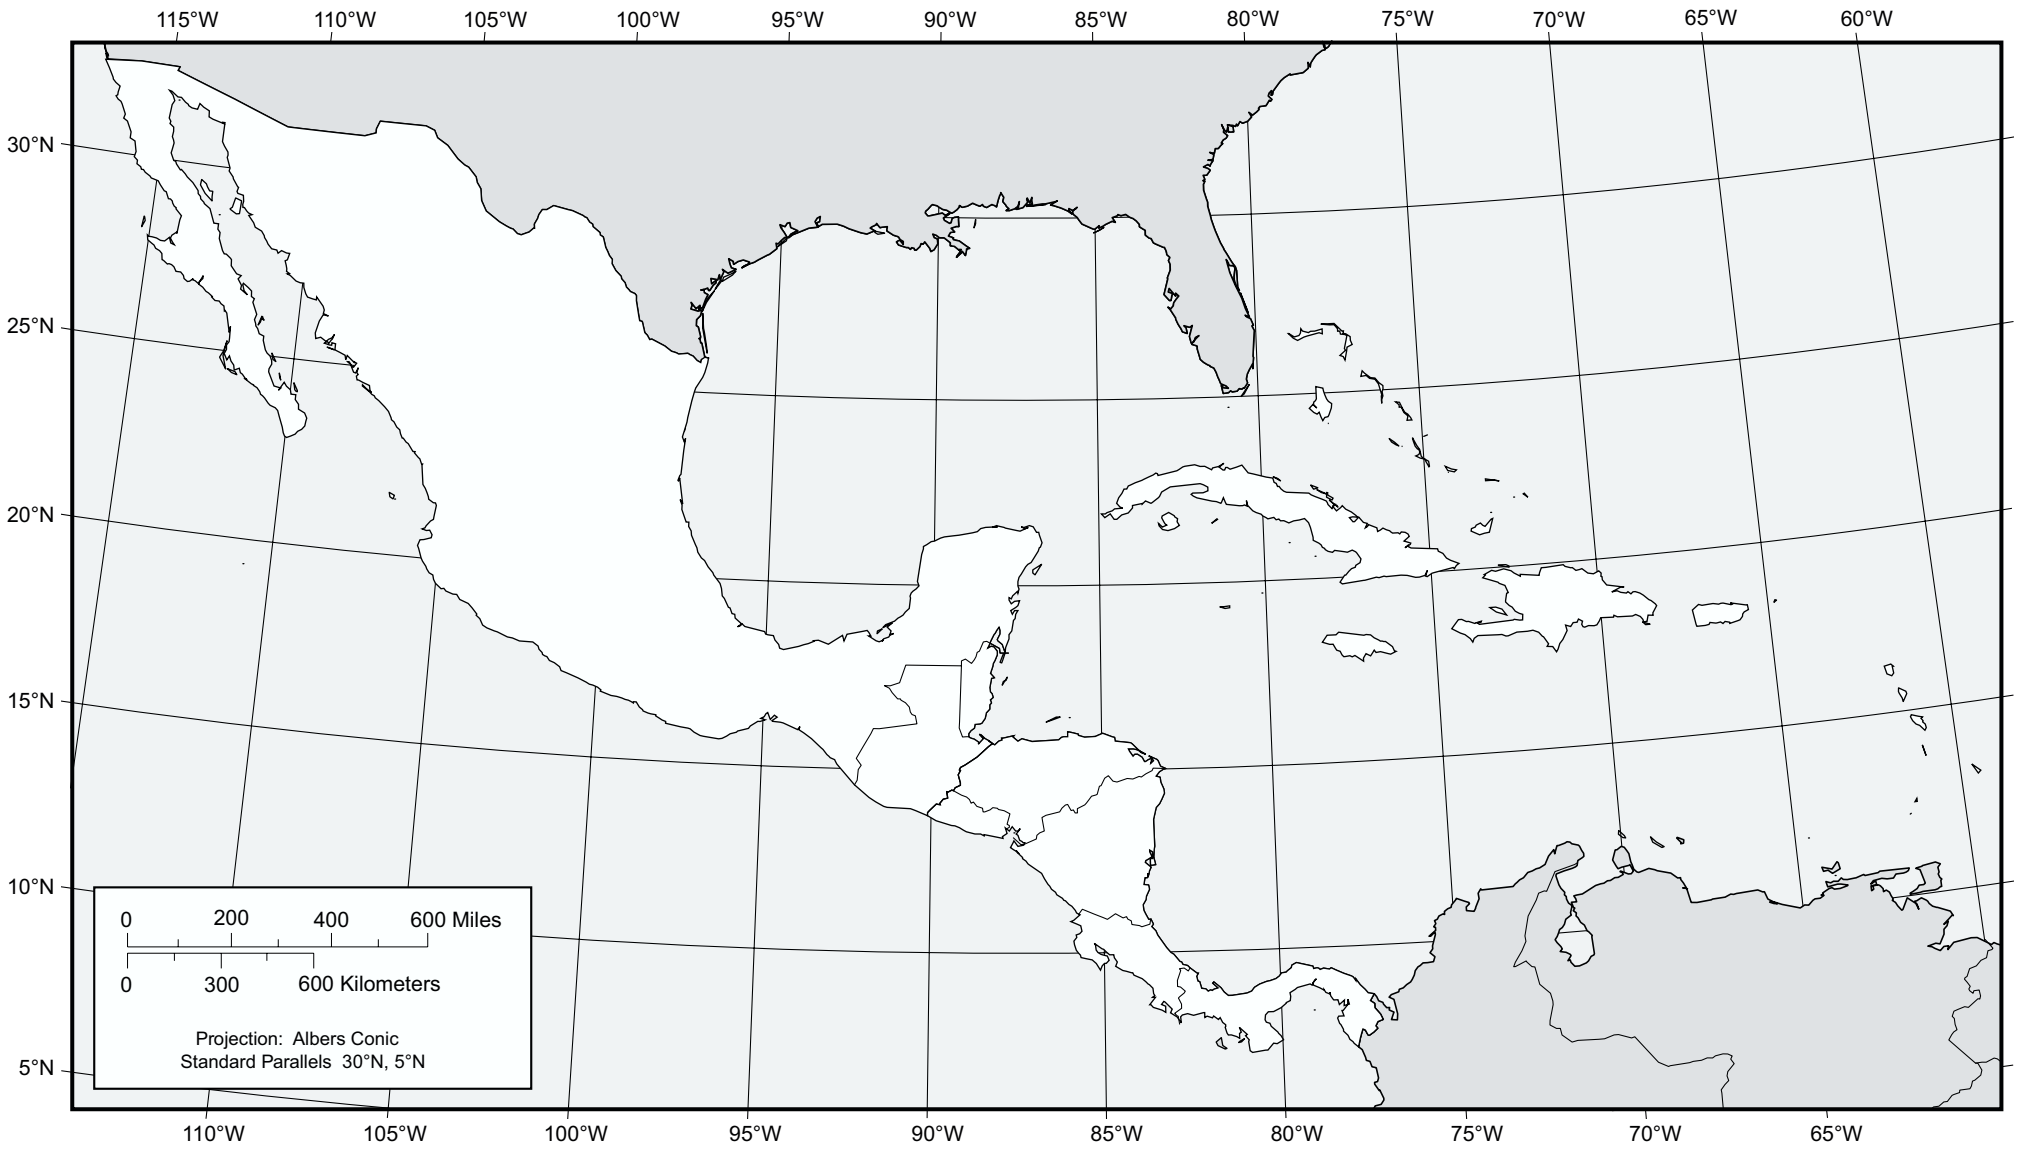 115°W 110°W 105°W 100°W 95°W 90°W 85°W 80°W 75°W 70°W 65°W 60°W
30°N
25°N
20°N
15°N
10°N
0 200 400 600 Miles
0 300 600 Kilometers
Projection: Albers Conic
Standard Parallels 30°N, 5°N
5°N
110°W 105°W 100°W 95°W 90°W 85°W 80°W 75°W 70°W 65°W